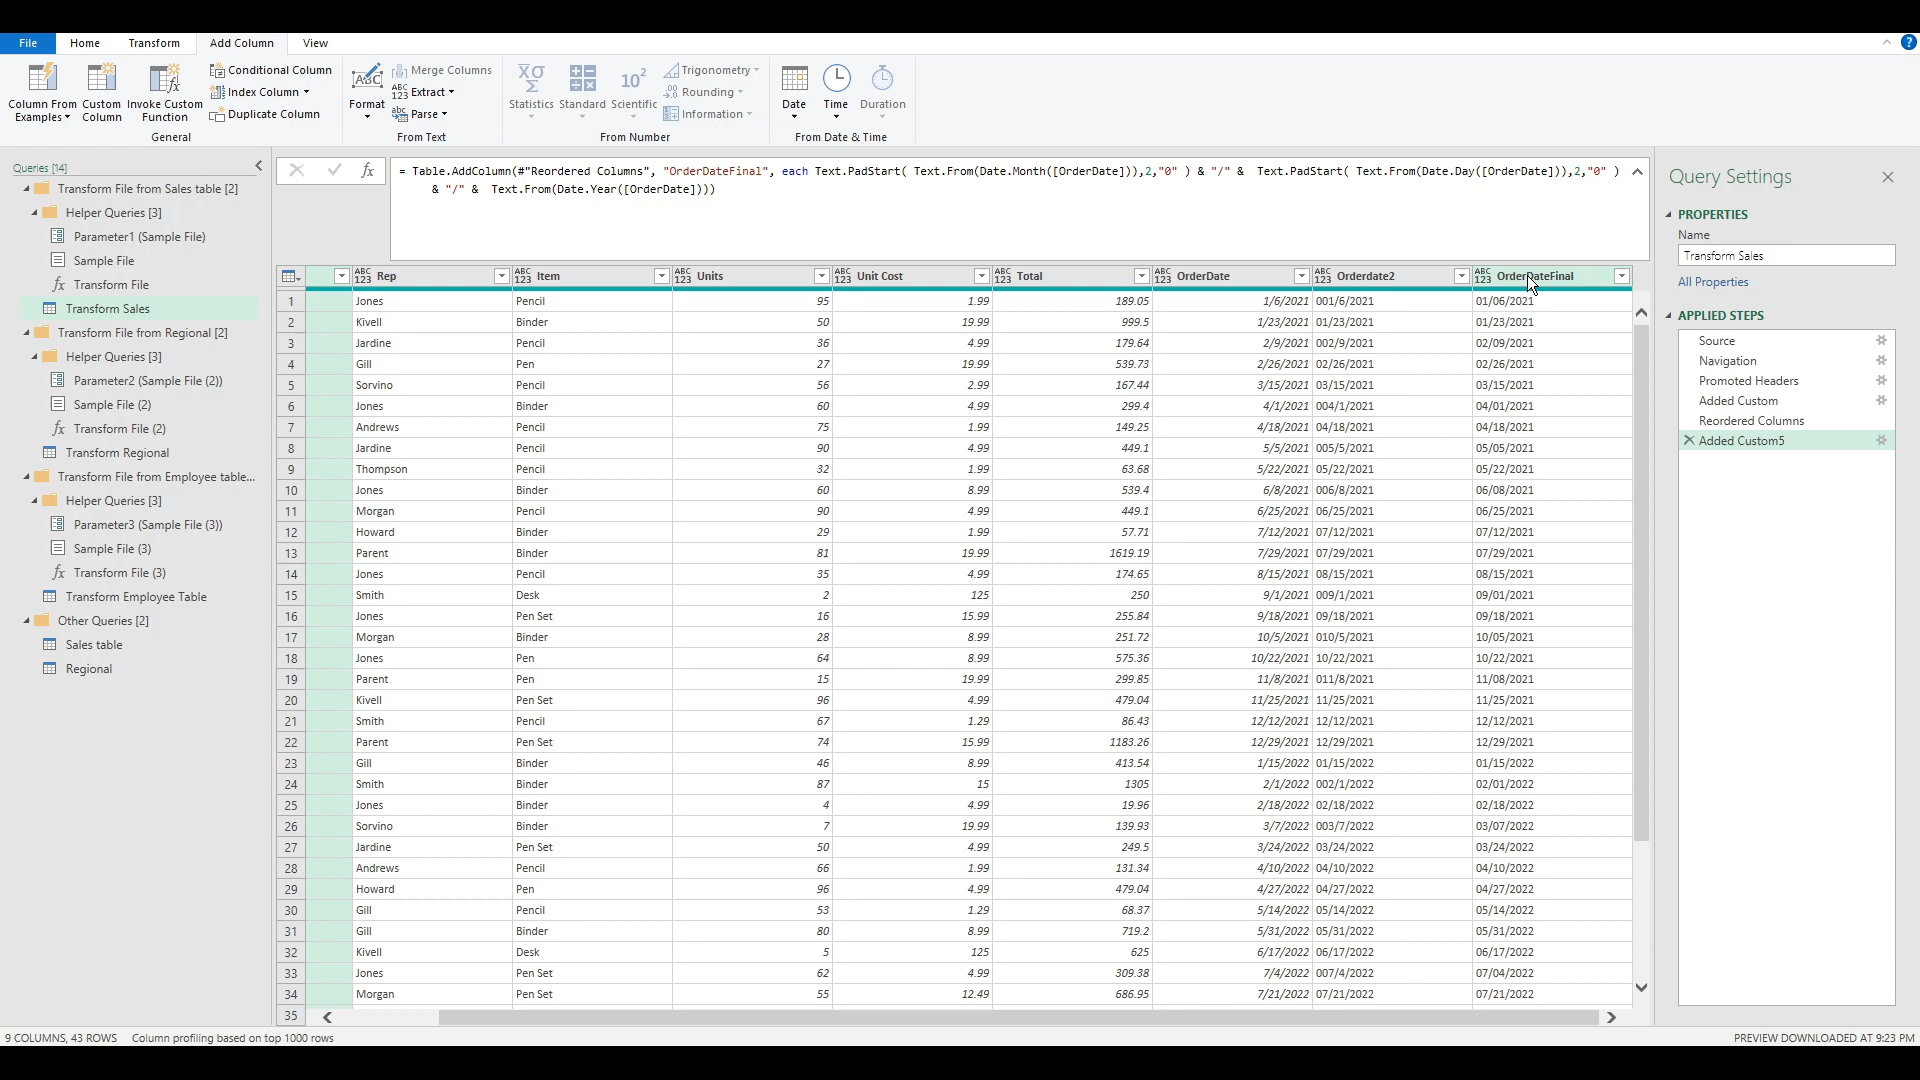 File Home Transform Add Column View
Column From Examples
Custom Column
Invoke Custom Function
Conditional Column
Index Column
Duplicate Column
General
Format
Merge Columns
Extract
Parse
From Text
Statistics
Standard
Scientific
Trigonometry
Rounding
Information
From Number
Date
Time
Duration
From Date & Time
Queries [14]
Transform File from Sales table [2]
Helper Queries [3]
Parameter1 (Sample File)
Sample File
Transform File
Transform Sales
Transform File from Regional [2]
Helper Queries [3]
Parameter2 (Sample File (2))
Sample File (2)
Transform File (2)
Transform Regional
Transform File from Employee table...
Helper Queries [3]
Parameter3 (Sample File (3))
Sample File (3)
Transform File (3)
Transform Employee Table
Other Queries [2]
Sales table
Regional
= Table.AddColumn(#"Reordered Columns", "OrderDateFinal", each Text.PadStart( Text.From(Date.Month([OrderDate])),2,"0" ) & "/" & Text.PadStart( Text.From(Date.Day([OrderDate])),2,"0" )
& "/" & Text.From(Date.Year([OrderDate])))
Rep Item Units Unit Cost Total OrderDate Orderdate2 OrderDateFinal
1 Jones Pencil 95 1.99 189.05 1/6/2021 001/6/2021 01/06/2021
2 Kivell Binder 50 19.99 999.5 1/23/2021 01/23/2021 01/23/2021
3 Jardine Pencil 36 4.99 179.64 2/9/2021 002/9/2021 02/09/2021
4 Gill Pen 27 19.99 539.73 2/26/2021 02/26/2021 02/26/2021
5 Sorvino Pencil 56 2.99 167.44 3/15/2021 03/15/2021 03/15/2021
6 Jones Binder 60 4.99 299.4 4/1/2021 004/1/2021 04/01/2021
7 Andrews Pencil 75 1.99 149.25 4/18/2021 04/18/2021 04/18/2021
8 Jardine Pencil 90 4.99 449.1 5/5/2021 005/5/2021 05/05/2021
9 Thompson Pencil 32 1.99 63.68 5/22/2021 05/22/2021 05/22/2021
10 Jones Binder 60 8.99 539.4 6/8/2021 006/8/2021 06/08/2021
11 Morgan Pencil 90 4.99 449.1 6/25/2021 06/25/2021 06/25/2021
12 Howard Binder 29 1.99 57.71 7/12/2021 07/12/2021 07/12/2021
13 Parent Binder 81 19.99 1619.19 7/29/2021 07/29/2021 07/29/2021
14 Jones Pencil 35 4.99 174.65 8/15/2021 08/15/2021 08/15/2021
15 Smith Desk 2 125 250 9/1/2021 009/1/2021 09/01/2021
16 Jones Pen Set 16 15.99 255.84 9/18/2021 09/18/2021 09/18/2021
17 Morgan Binder 28 8.99 251.72 10/5/2021 010/5/2021 10/05/2021
18 Jones Pen 64 8.99 575.36 10/22/2021 10/22/2021 10/22/2021
19 Parent Pen 15 19.99 299.85 11/8/2021 011/8/2021 11/08/2021
20 Kivell Pen Set 96 4.99 479.04 11/25/2021 11/25/2021 11/25/2021
21 Smith Pencil 67 1.29 86.43 12/12/2021 12/12/2021 12/12/2021
22 Parent Pen Set 74 15.99 1183.26 12/29/2021 12/29/2021 12/29/2021
23 Gill Binder 46 8.99 413.54 1/15/2022 01/15/2022 01/15/2022
24 Smith Binder 87 15 1305 2/1/2022 002/1/2022 02/01/2022
25 Jones Binder 4 4.99 19.96 2/18/2022 02/18/2022 02/18/2022
26 Sorvino Binder 7 19.99 139.93 3/7/2022 003/7/2022 03/07/2022
27 Jardine Pen Set 50 4.99 249.5 3/24/2022 03/24/2022 03/24/2022
28 Andrews Pencil 66 1.99 131.34 4/10/2022 04/10/2022 04/10/2022
29 Howard Pen 96 4.99 479.04 4/27/2022 04/27/2022 04/27/2022
30 Gill Pencil 53 1.29 68.37 5/14/2022 05/14/2022 05/14/2022
31 Gill Binder 80 8.99 719.2 5/31/2022 05/31/2022 05/31/2022
32 Kivell Desk 5 125 625 6/17/2022 06/17/2022 06/17/2022
33 Jones Pen Set 62 4.99 309.38 7/4/2022 007/4/2022 07/04/2022
34 Morgan Pen Set 55 12.49 686.95 7/21/2022 07/21/2022 07/21/2022
35
Query Settings
PROPERTIES
Name
Transform Sales
All Properties
APPLIED STEPS
Source
Navigation
Promoted Headers
Added Custom
Reordered Columns
Added Custom5
9 COLUMNS, 43 ROWS Column profiling based on top 1000 rows
PREVIEW DOWNLOADED AT 9:23 PM